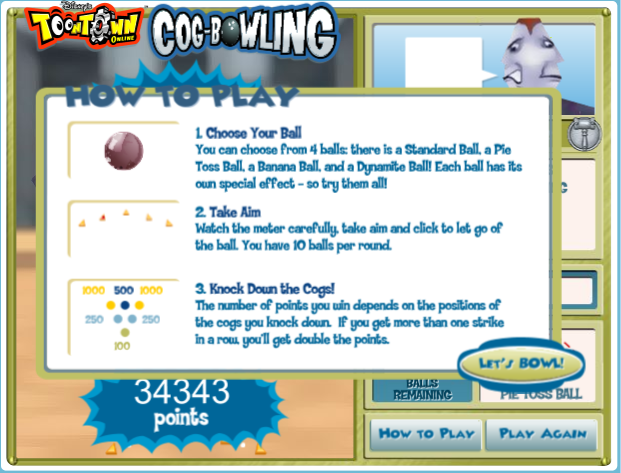 Disney's
TOONTOWN
ONLINE
COG-BOWLING
HOW TO PLAY
1. Choose Your Ball
You can choose from 4 balls: there is a Standard Ball, a Pie
Toss Ball, a Banana Ball, and a Dynamite Ball! Each ball has its
own special effect - so try them all!
2. Take Aim
Watch the meter carefully, take aim and click to let go of
the ball. You have 10 balls per round.
1000 500 1000
250 250
100
3. Knock Down the Cogs!
The number of points you win depends on the positions of
the cogs you knock down. If you get more than one strike
in a row, you'll get double the points.
LET'S BOWL!
34343
points
BALLS
REMAINING
PIE TOSS BALL
HOW TO PLAY
PLAY AGAIN